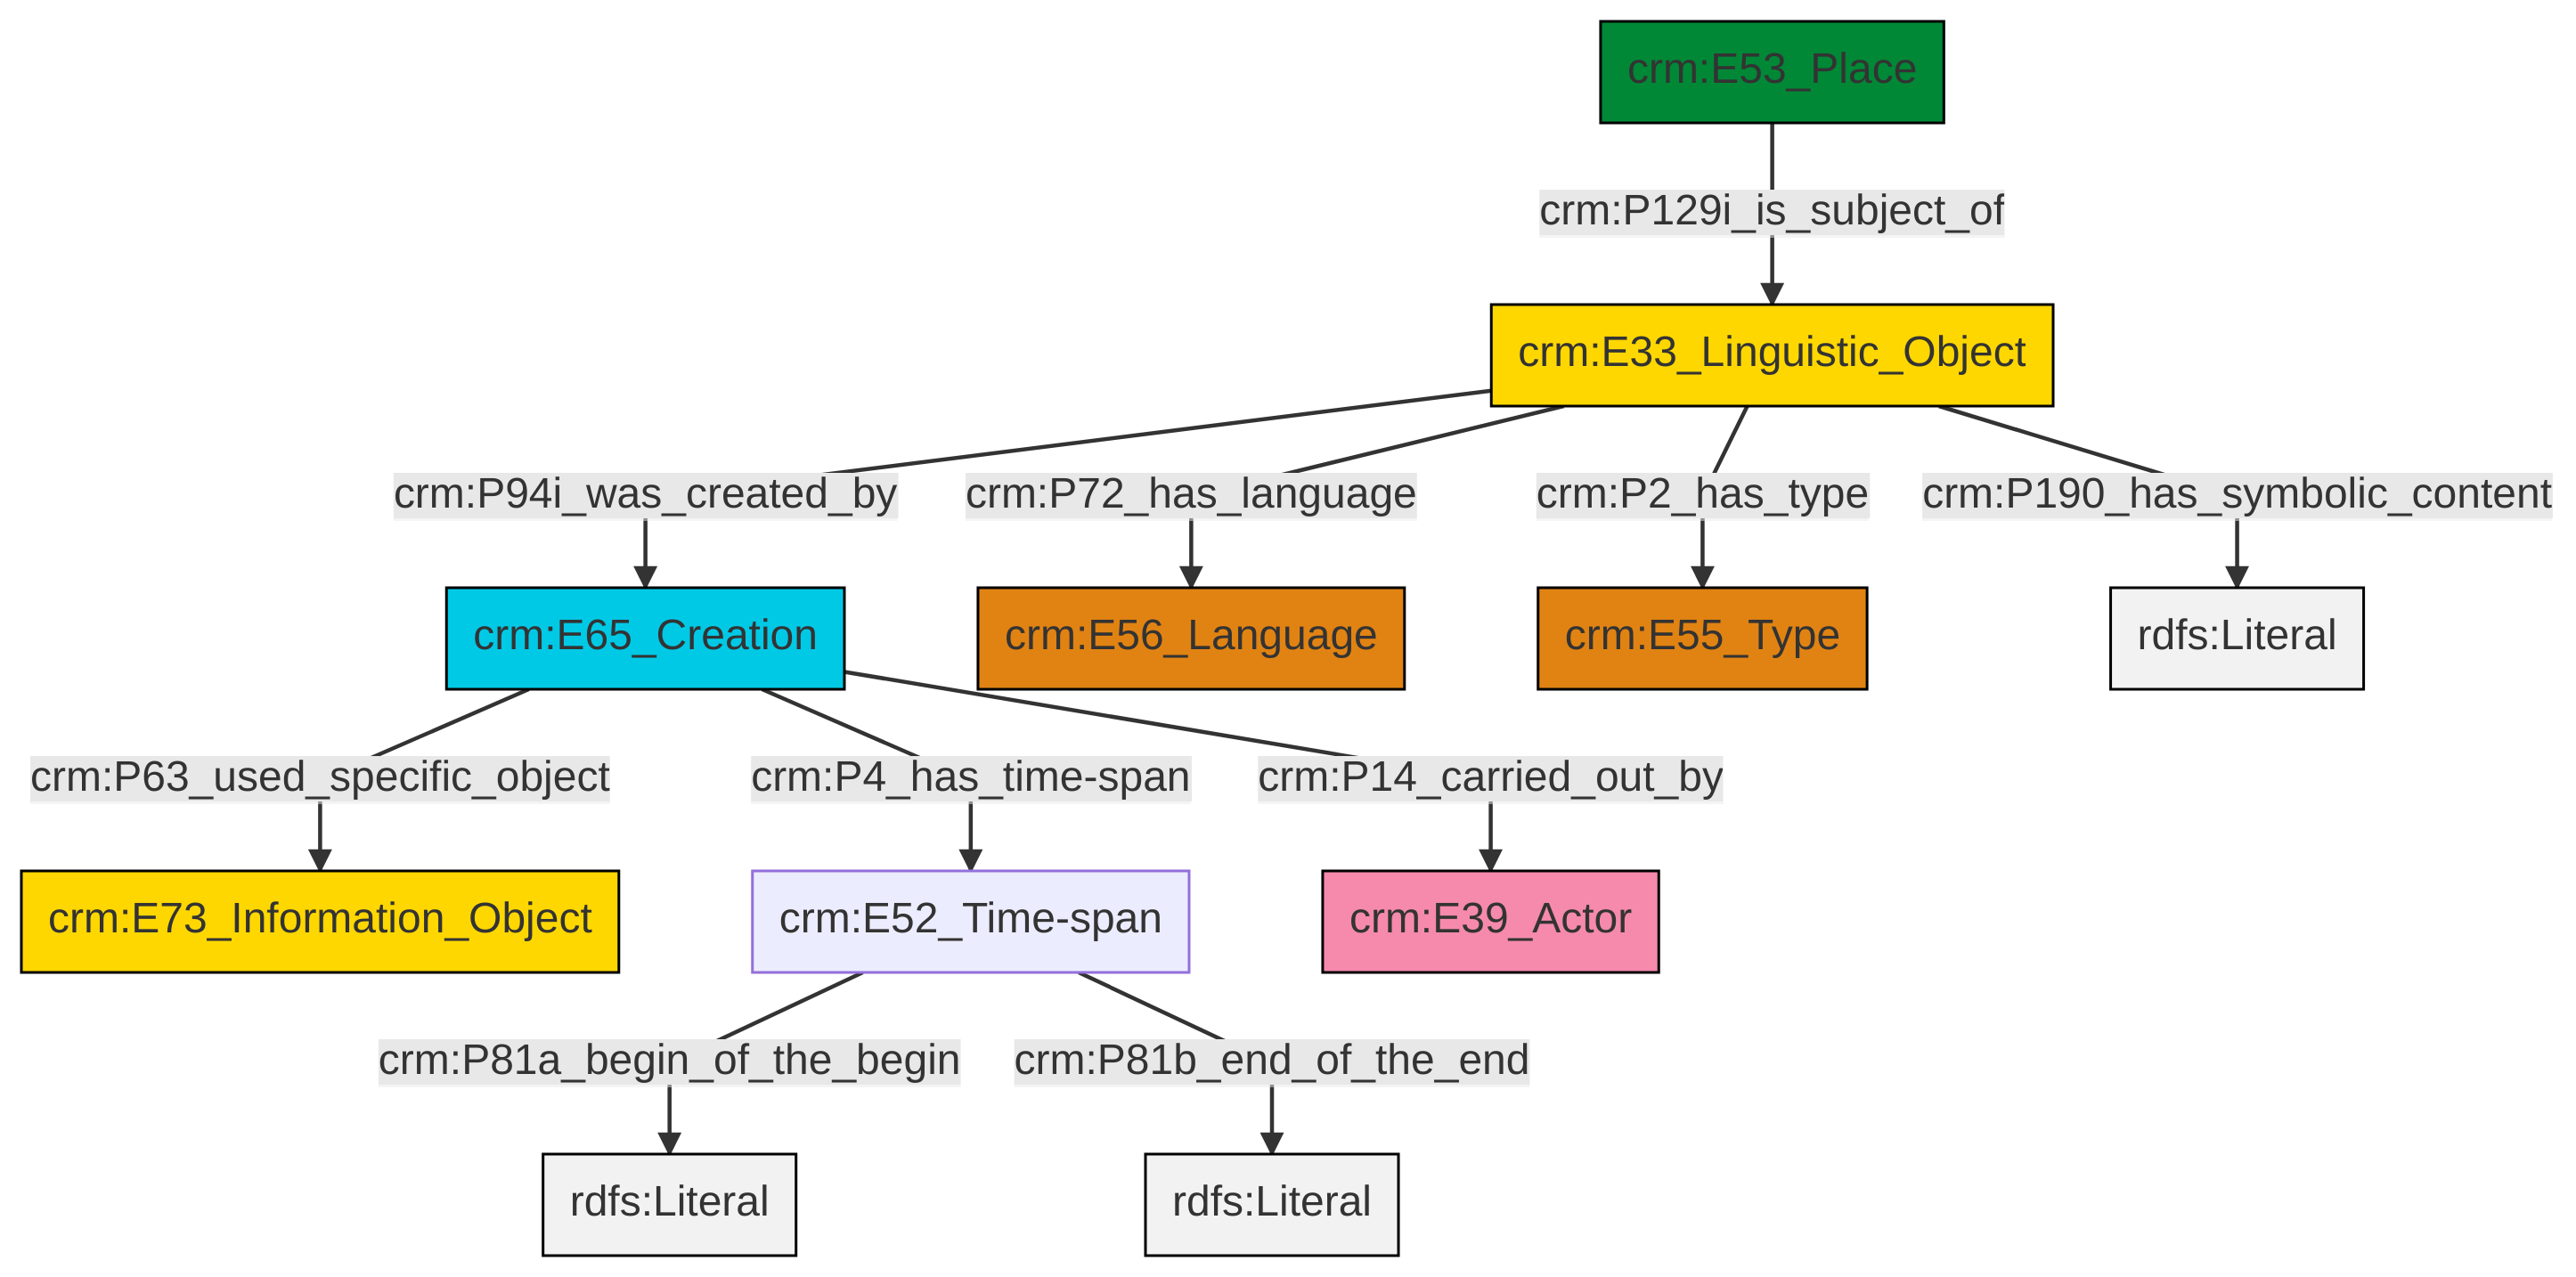 crm:E53_Place
crm:P129i_is_subject_of
crm:E33_Linguistic_Object
crm:P94i_was_created_by
crm:P72_has_language
crm:P2_has_type
crm:P190_has_symbolic_content
crm:E65_Creation
crm:E56_Language
crm:E55_Type
rdfs:Literal
crm:P63_used_specific_object
crm:P4_has_time-span
crm:P14_carried_out_by
crm:E73_Information_Object
crm:E52_Time-span
crm:E39_Actor
crm:P81a_begin_of_the_begin
crm:P81b_end_of_the_end
rdfs:Literal
rdfs:Literal